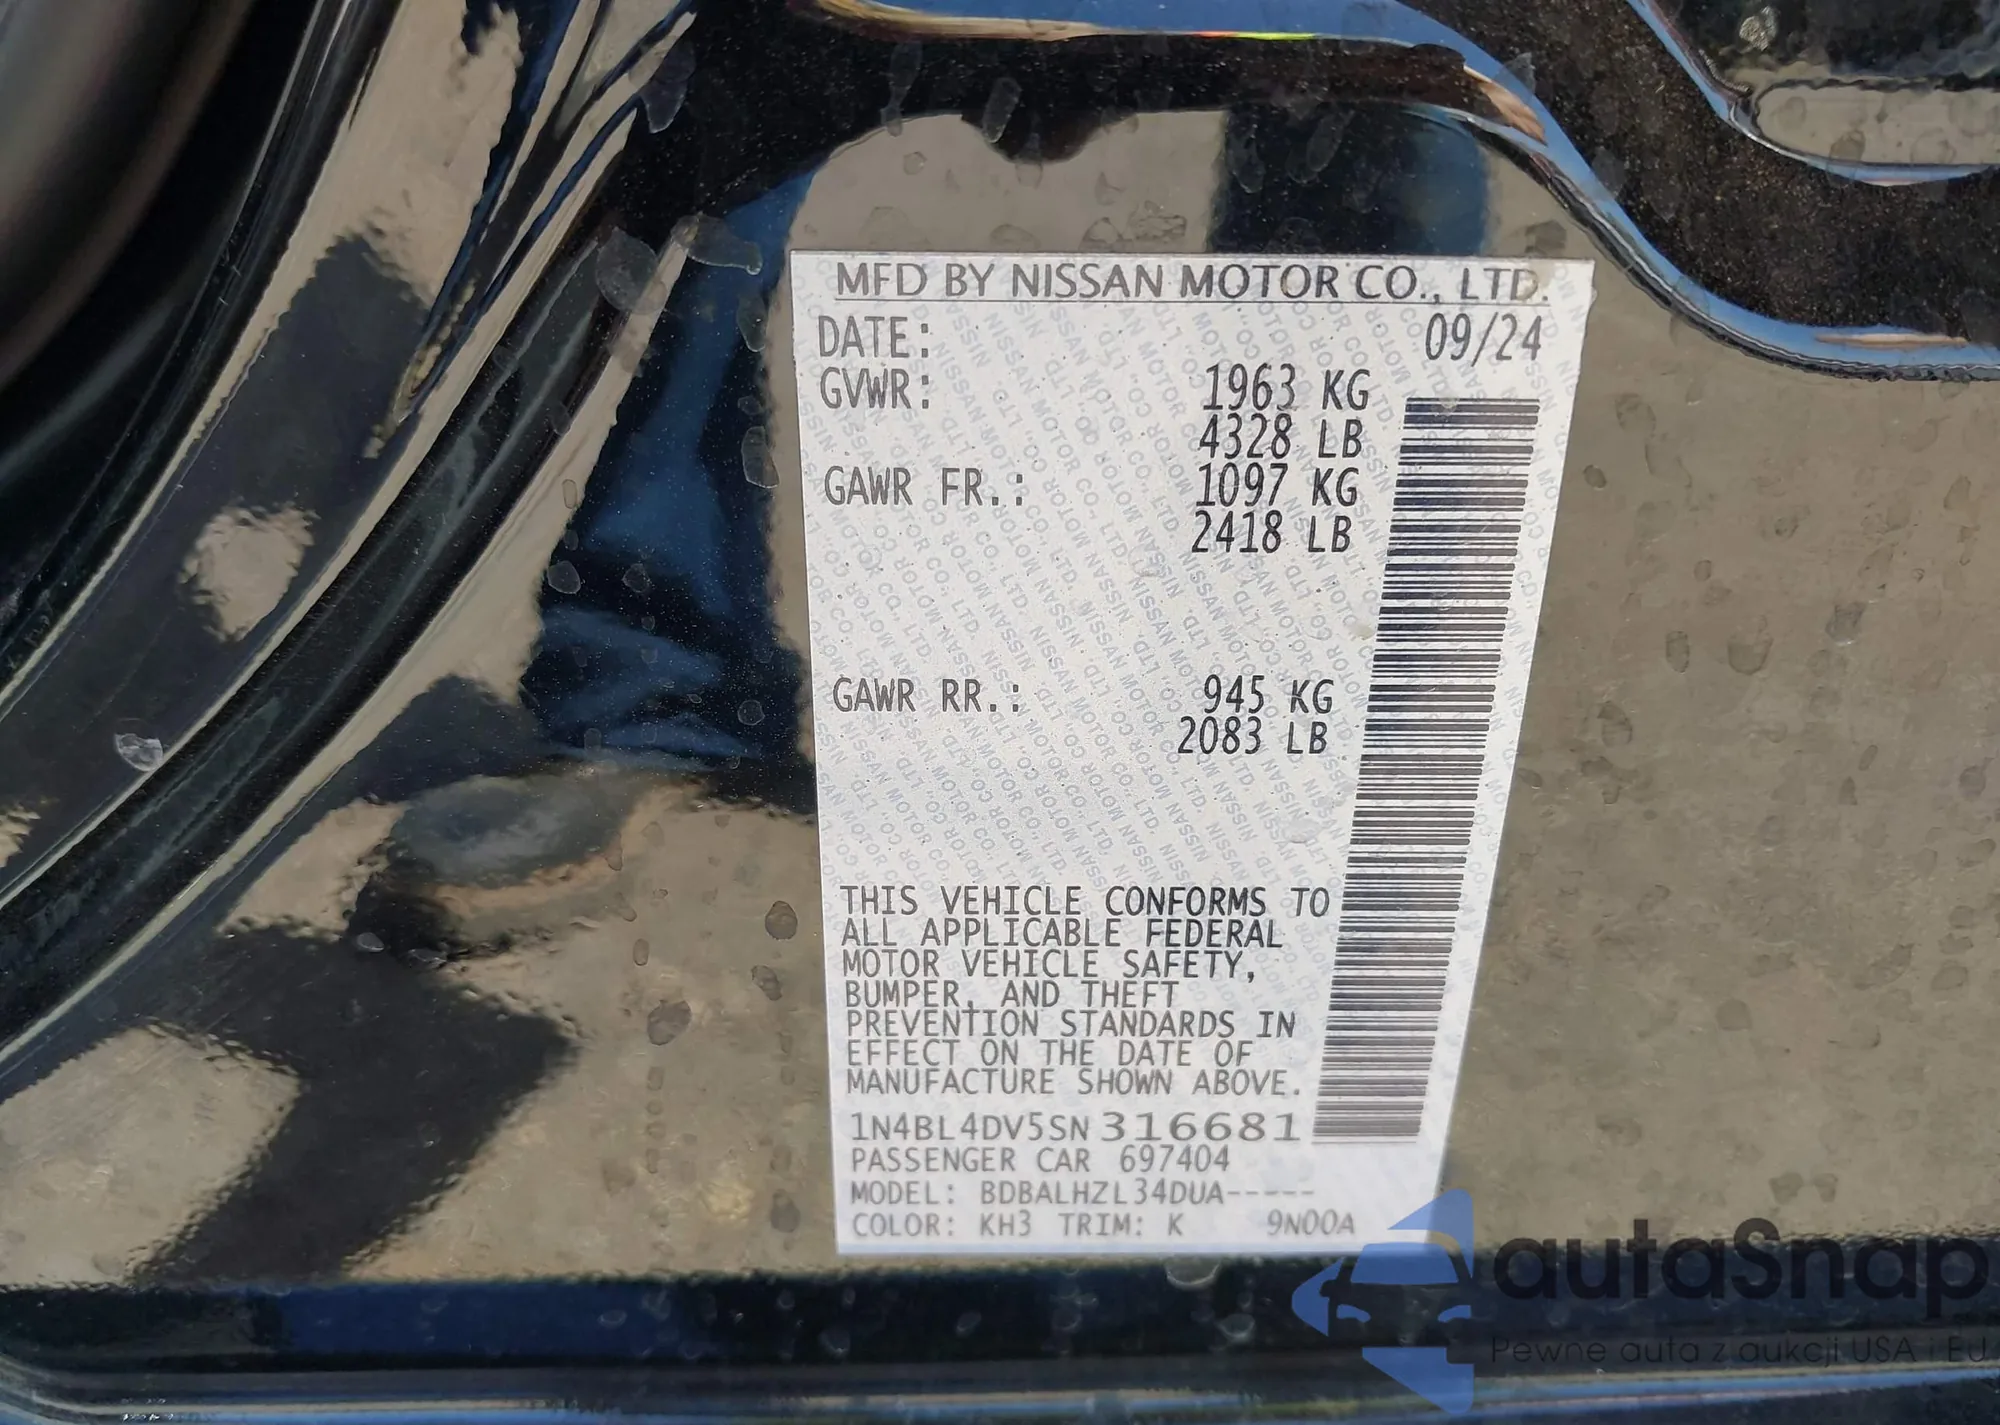 MFD BY NISSAN MOTOR CO., LTD.
DATE: 09/24
GVWR: 1963 KG
4328 LB
GAWR FR.: 1097 KG
2418 LB
GAWR RR.: 945 KG
2083 LB
THIS VEHICLE CONFORMS TO
ALL APPLICABLE FEDERAL
MOTOR VEHICLE SAFETY,
BUMPER, AND THEFT
PREVENTION STANDARDS IN
EFFECT ON THE DATE OF
MANUFACTURE SHOWN ABOVE.
1N4BL4DV5SN316681
PASSENGER CAR 697404
MODEL: BDBALHZL34DUA-----
COLOR: KH3 TRIM: K 9N00A
autaSnap
Pewne auta z aukcji USA i EU